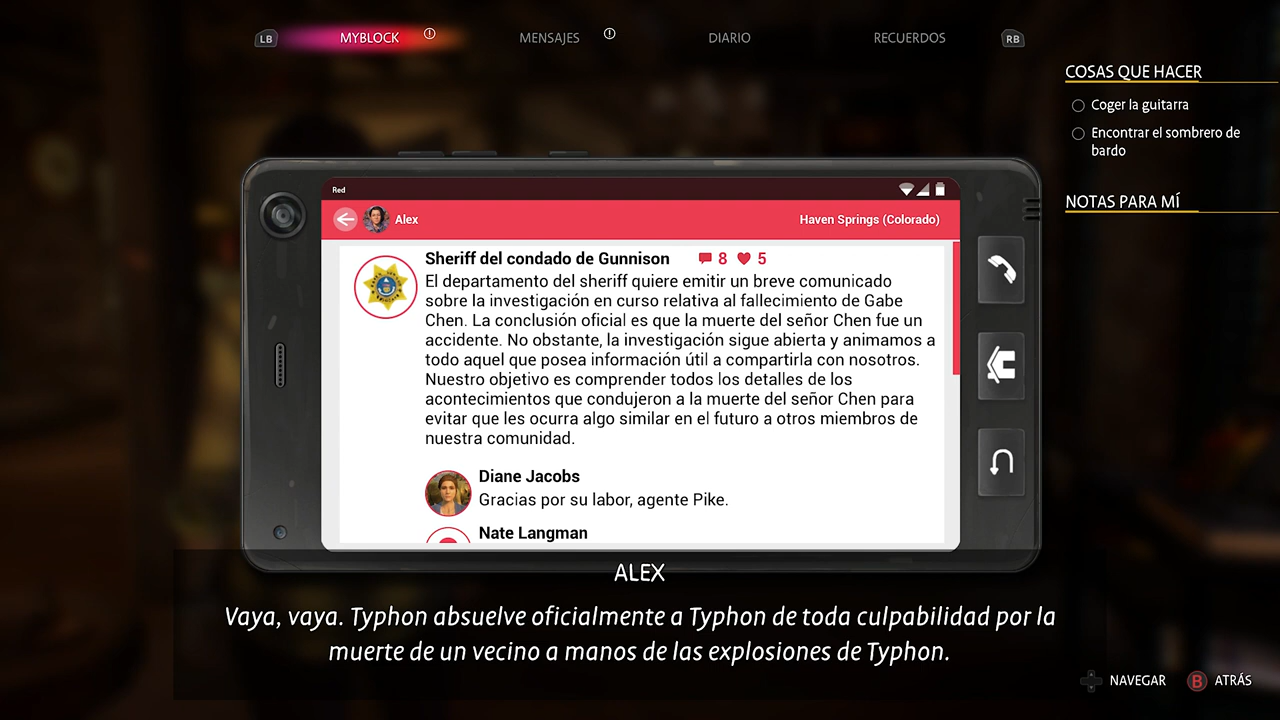 LB
MYBLOCK
MENSAJES
DIARIO
RECUERDOS
RB
COSAS QUE HACER
Coger la guitarra
Encontrar el sombrero de
bardo
NOTAS PARA MÍ
Red
Alex
Haven Springs (Colorado)
Sheriff del condado de Gunnison 8 5
El departamento del sheriff quiere emitir un breve comunicado
sobre la investigación en curso relativa al fallecimiento de Gabe
Chen. La conclusión oficial es que la muerte del señor Chen fue un
accidente. No obstante, la investigación sigue abierta y animamos a
todo aquel que posea información útil a compartirla con nosotros.
Nuestro objetivo es comprender todos los detalles de los
acontecimientos que condujeron a la muerte del señor Chen para
evitar que les ocurra algo similar en el futuro a otros miembros de
nuestra comunidad.
Diane Jacobs
Gracias por su labor, agente Pike.
Nate Langman
ALEX
Vaya, vaya. Typhon absuelve oficialmente a Typhon de toda culpabilidad por la
muerte de un vecino a manos de las explosiones de Typhon.
NAVEGAR
B ATRÁS